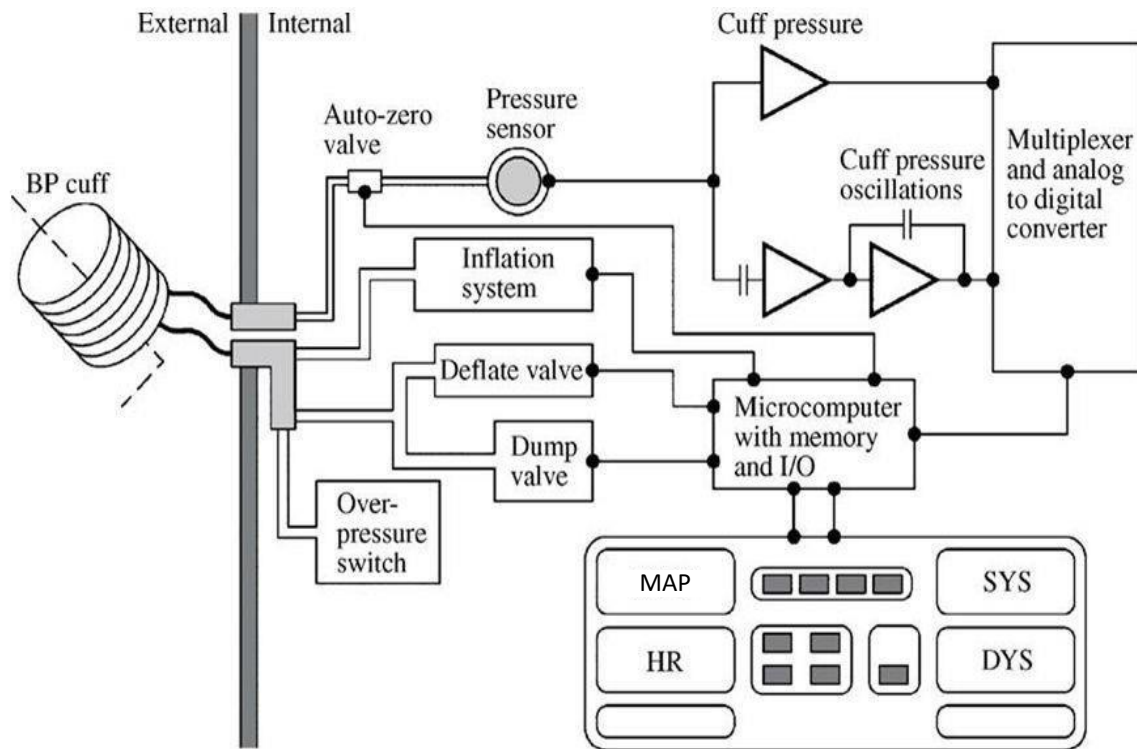 External
Internal
Cuff pressure
Auto-zero
valve
Pressure
sensor
BP cuff
Cuff pressure
oscillations
Multiplexer
and analog
to digital
converter
Inflation
system
Deflate valve
Dump
valve
Microcomputer
with memory
and I/O
Over-
pressure
switch
MAP
SYS
HR
DYS